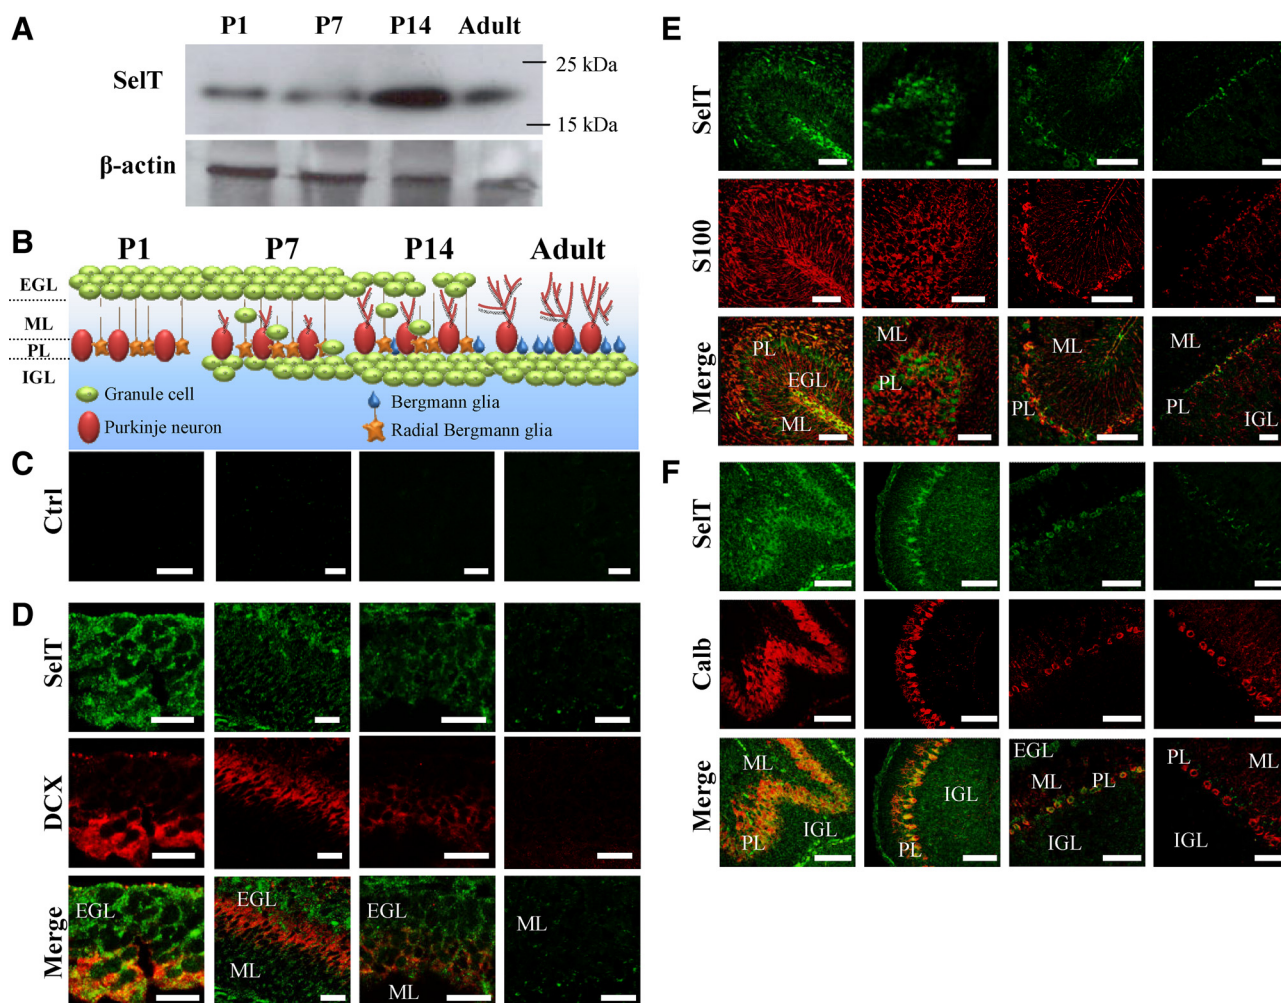 A
P1 P7 P14 Adult
SelT
25 kDa
15 kDa
β-actin
B
P1 P7 P14 Adult
EGL
ML
PL
IGL
Granule cell
Purkinje neuron
Bergmann glia
Radial Bergmann glia
C
Ctrl
D
SelT
DCX
Merge
EGL
EGL
ML
EGL
ML
ML
E
SelT
S100
Merge
PL
EGL
ML
ML
PL
ML
PL
ML
PL
IGL
F
SelT
Calb
Merge
ML
PL
IGL
IGL
PL
EGL
ML
PL
IGL
PL
ML
IGL